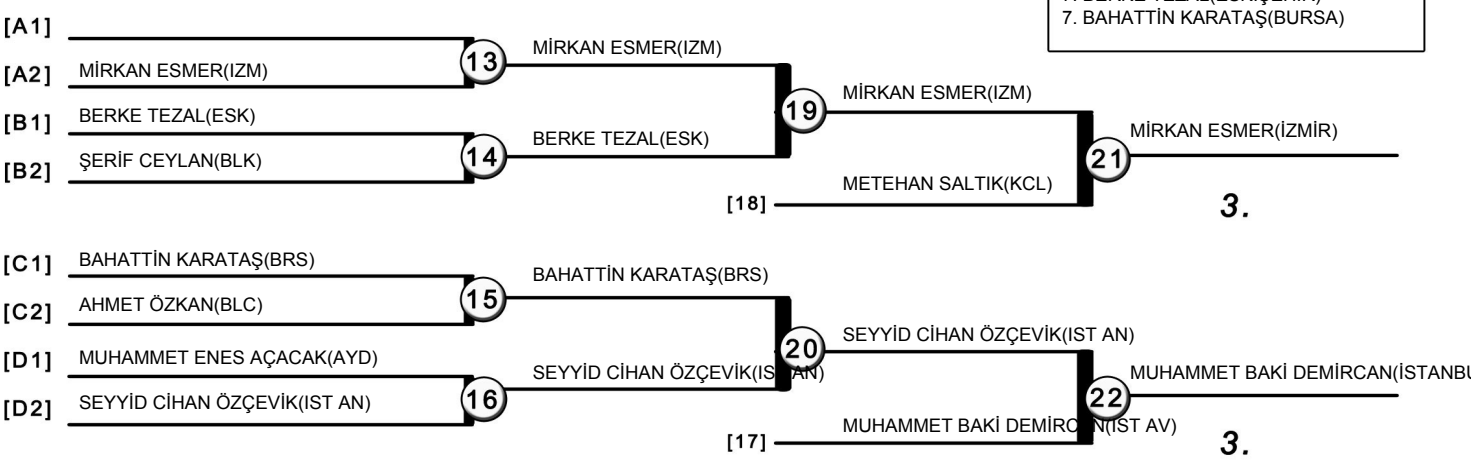 7. BAHATTİN KARATAŞ(BURSA)
[A1]
MİRKAN ESMER(IZM)
13
[A2] MİRKAN ESMER(IZM)
MİRKAN ESMER(IZM)
19
[B1] BERKE TEZAL(ESK)
MİRKAN ESMER(İZMİR)
BERKE TEZAL(ESK)
14
21
[B2] ŞERİF CEYLAN(BLK)
METEHAN SALTIK(KCL)
[18]
3.
[C1] BAHATTİN KARATAŞ(BRS)
BAHATTİN KARATAŞ(BRS)
15
[C2] AHMET ÖZKAN(BLC)
SEYYİD CİHAN ÖZÇEVİK(IST AN)
20
[D1] MUHAMMET ENES AÇACAK(AYD)
SEYYİD CİHAN ÖZÇEVİK(IST AN)
MUHAMMET BAKİ DEMİRCAN(İSTANBU
16
22
[D2] SEYYİD CİHAN ÖZÇEVİK(IST AN)
MUHAMMET BAKİ DEMİRCAN(IST AV)
[17]
3.